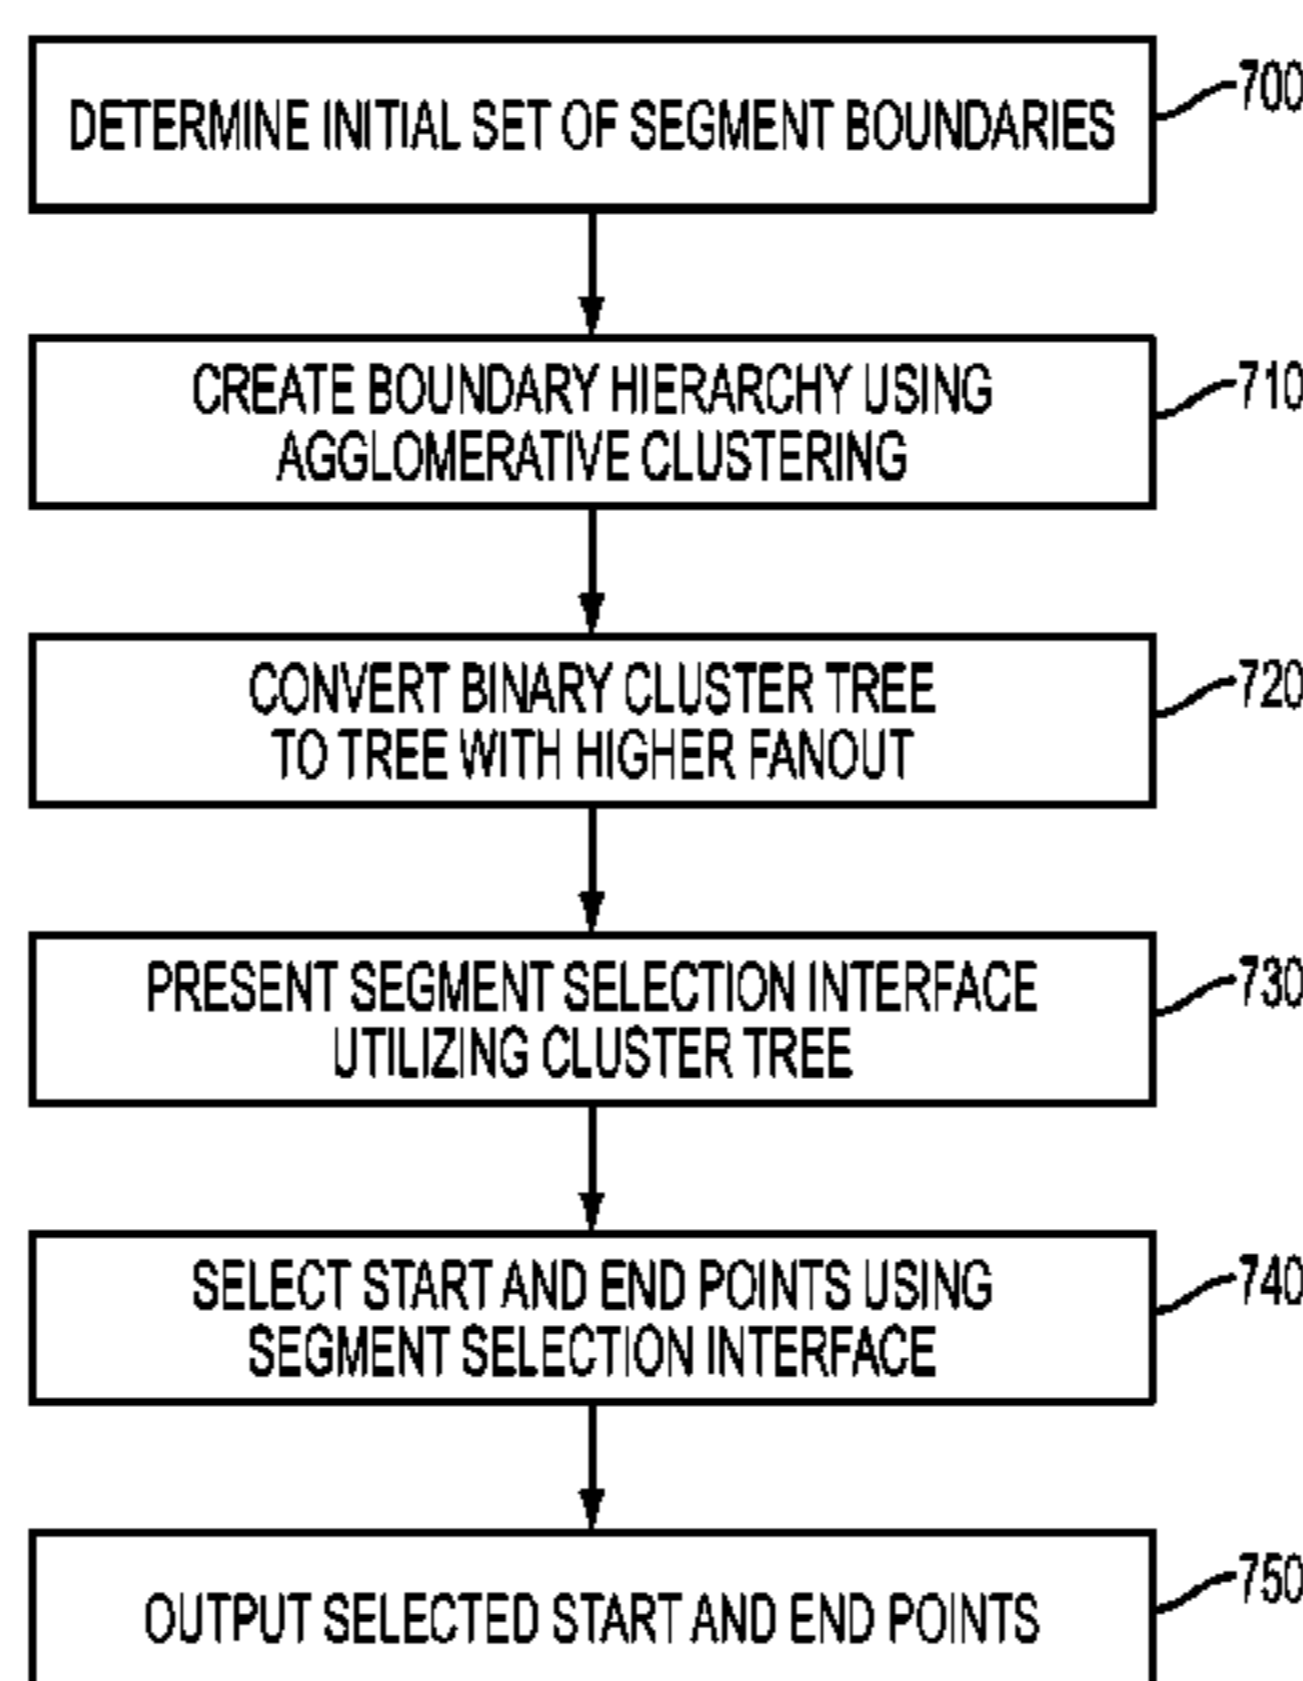 DETERMINE INITIAL SET OF SEGMENT BOUNDARIES
700
CREATE BOUNDARY HIERARCHY USING
AGGLOMERATIVE CLUSTERING
710
CONVERT BINARY CLUSTER TREE
TO TREE WITH HIGHER FANOUT
720
PRESENT SEGMENT SELECTION INTERFACE
UTILIZING CLUSTER TREE
730
SELECT START AND END POINTS USING
SEGMENT SELECTION INTERFACE
740
OUTPUT SELECTED START AND END POINTS
750